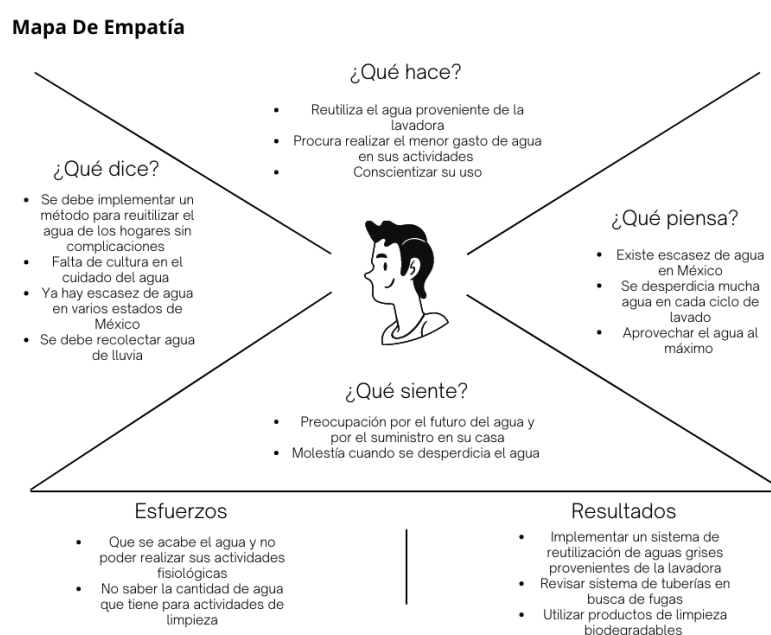 Mapa De Empatía
¿Qué hace?
• Reutiliza el agua proveniente de la
lavadora
• Procura realizar el menor gasto de agua
en sus actividades
• Conscientizar su uso
¿Qué dice?
• Se debe implementar un
método para reuitilizar el
agua de los hogares sin
complicaciones
• Falta de cultura en el
cuidado del agua
• Ya hay escasez de agua
en varios estados de
México
• Se debe recolectar agua
de lluvia
¿Qué piensa?
• Existe escasez de agua
en México
• Se desperdicia mucha
agua en cada ciclo de
lavado
• Aprovechar el agua al
máximo
¿Qué siente?
• Preocupación por el futuro del agua y
por el suministro en su casa
• Molestía cuando se desperdicia el agua
Esfuerzos
• Que se acabe el agua y no
poder realizar sus actividades
fisiológicas
• No saber la cantidad de agua
que tiene para actividades de
limpieza
Resultados
• Implementar un sistema de
reutilización de aguas grises
provenientes de la lavadora
• Revisar sistema de tuberías en
busca de fugas
• Utilizar productos de limpieza
biodegradables